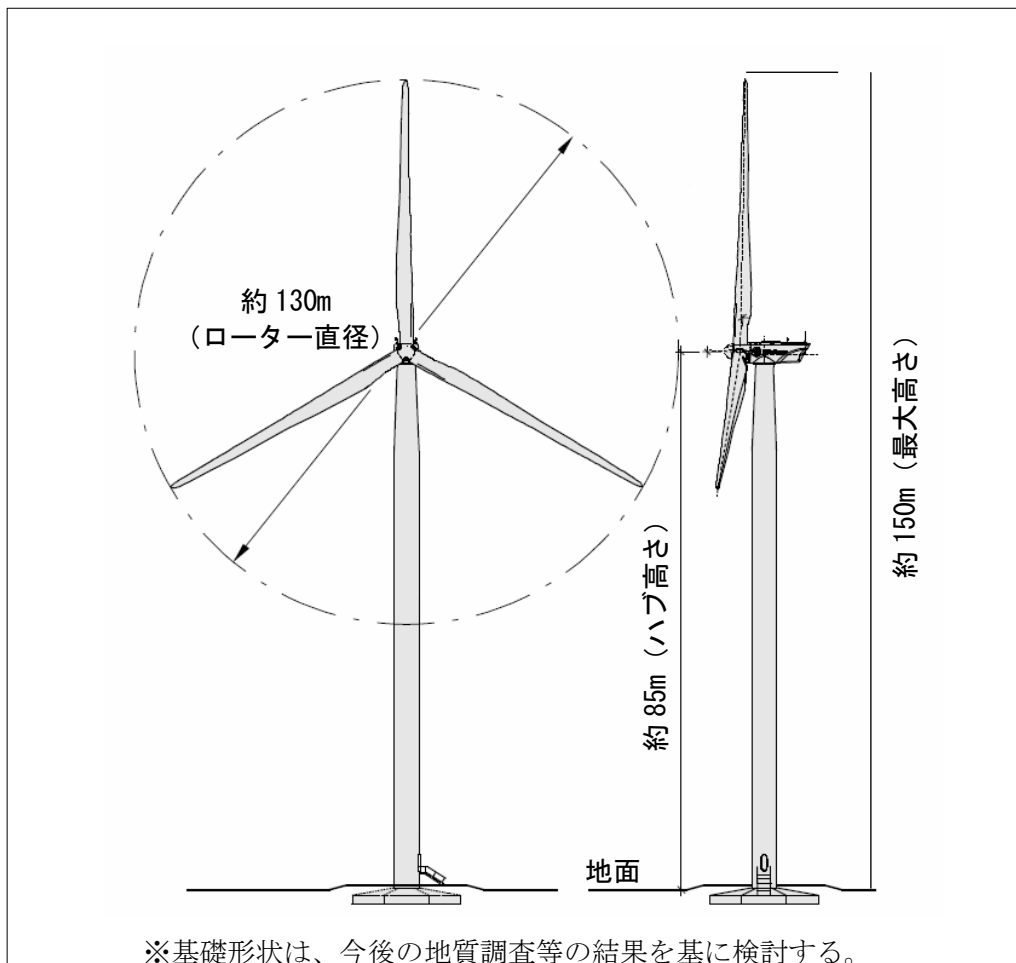 約 130m
(ローター直径)
約 85m (ハブ高さ)
約 150m (最大高さ)
地面
※基礎形状は、今後の地質調査等の結果を基に検討する。